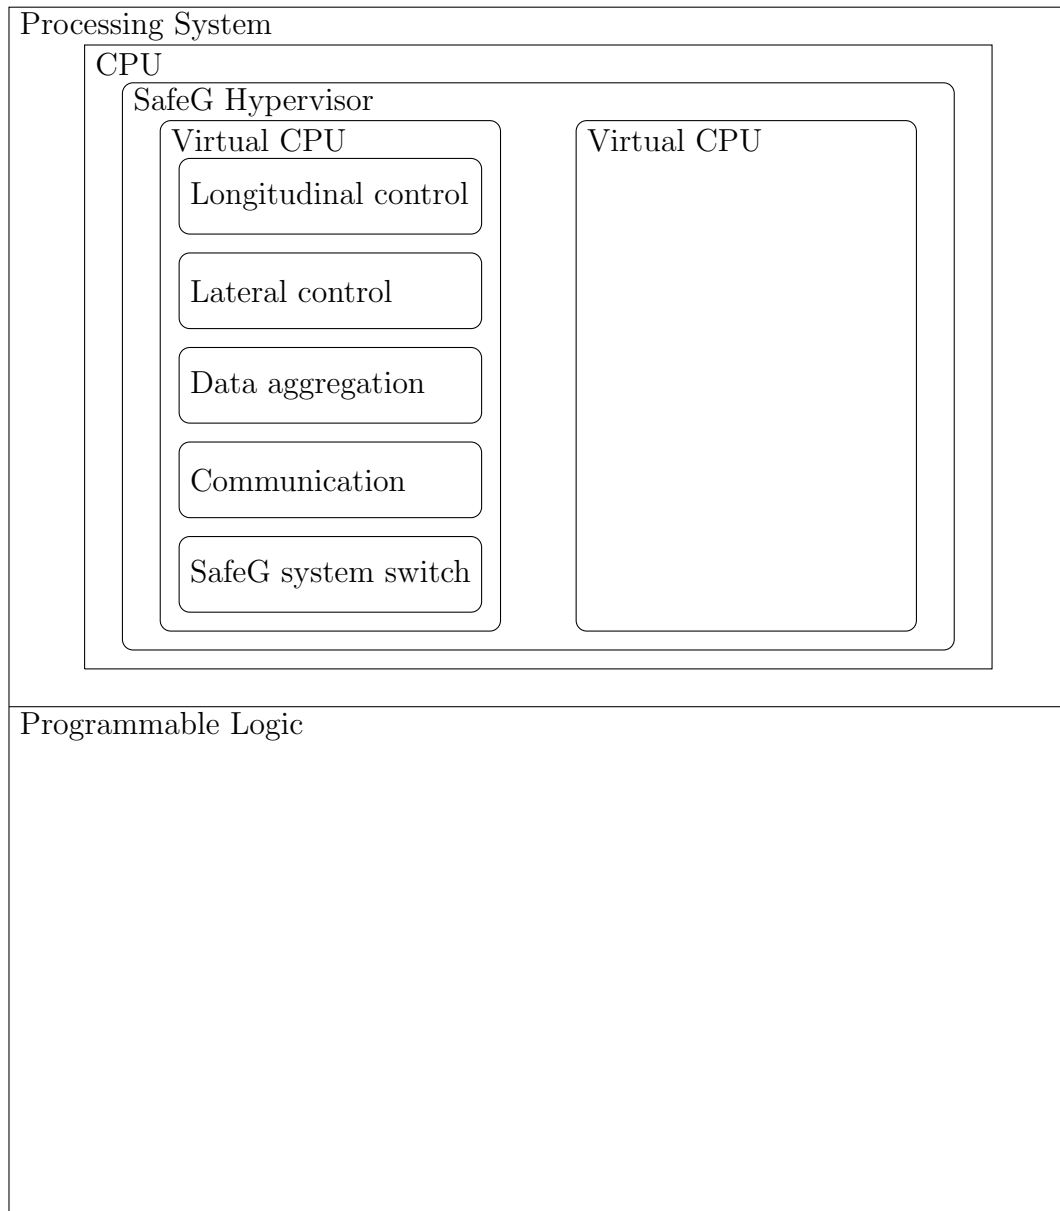 Processing System
CPU
SafeG Hypervisor
Virtual CPU
Longitudinal control
Lateral control
Data aggregation
Communication
SafeG system switch
Virtual CPU
Programmable Logic